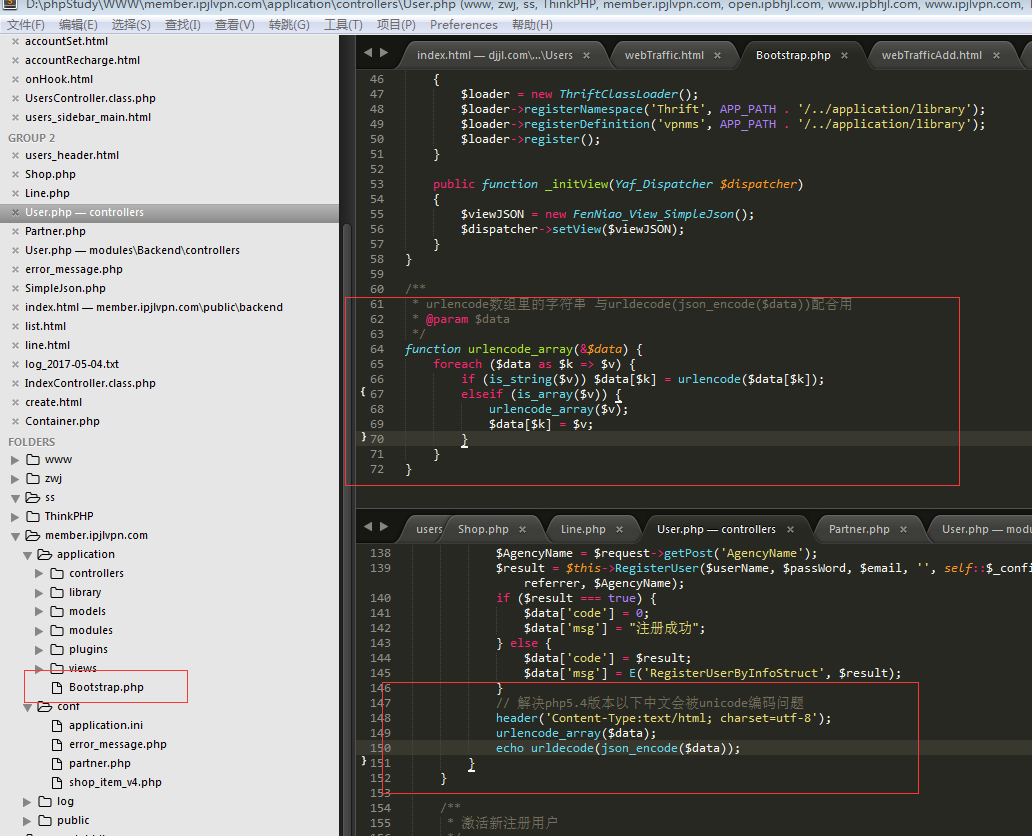 D:\phpStudy\WWW\member.ipjlvpn.com\application\controllers\User.php (www, zwj, ss, ThinkPHP, member.ipjlvpn.com, open.ipbhjl.com, www.ipbhjl.com, www.ipjlvpn.com,
文件(F) 编辑(E) 选择(S) 查找(I) 查看(V) 跳转(G) 工具(T) 项目(P) Preferences 帮助(H)
accountSet.html
accountRecharge.html
onHook.html
UsersController.class.php
users_sidebar_main.html
GROUP 2
users_header.html
Shop.php
Line.php
User.php — controllers
Partner.php
User.php — modules\Backend\controllers
error_message.php
SimpleJson.php
index.html — member.ipjlvpn.com\public\backend
list.html
line.html
log_2017-05-04.txt
IndexController.class.php
create.html
Container.php
FOLDERS
www
zwj
ss
ThinkPHP
member.ipjlvpn.com
application
controllers
library
models
modules
plugins
views
Bootstrap.php
conf
application.ini
error_message.php
partner.php
shop_item_v4.php
log
public
index.html — djjl.com\...\Users × webTraffic.html × Bootstrap.php × webTrafficAdd.html ×
46 {
47 $loader = new ThriftClassLoader();
48 $loader->registerNamespace('Thrift', APP_PATH . '/../application/library');
49 $loader->registerDefinition('vpnms', APP_PATH . '/../application/library');
50 $loader->register();
51 }
52
53 public function _initView(Yaf_Dispatcher $dispatcher)
54 {
55 $viewJSON = new FenNiao_View_SimpleJson();
56 $dispatcher->setView($viewJSON);
57 }
58 }
59
60 /**
61 * urlencode数组里的字符串 与urldecode(json_encode($data))配合用
62 * @param $data
63 */
64 function urlencode_array(&$data) {
65 foreach ($data as $k => $v) {
66 if (is_string($v)) $data[$k] = urlencode($data[$k]);
67 elseif (is_array($v)) {
68 urlencode_array($v);
69 $data[$k] = $v;
70 }
71 }
72 }
users Shop.php × Line.php × User.php — controllers × Partner.php × User.php — modu
138 $AgencyName = $request->getPost('AgencyName');
139 $result = $this->RegisterUser($userName, $passWord, $email, '', self::$_confi
referrer, $AgencyName);
140 if ($result === true) {
141 $data['code'] = 0;
142 $data['msg'] = "注册成功";
143 } else {
144 $data['code'] = $result;
145 $data['msg'] = E('RegisterUserByInfoStruct', $result);
146 }
147 // 解决php5.4版本以下中文会被unicode编码问题
148 header('Content-Type:text/html; charset=utf-8');
149 urlencode_array($data);
150 echo urldecode(json_encode($data));
151 }
152 }
153
154 /**
155 * 激活新注册用户